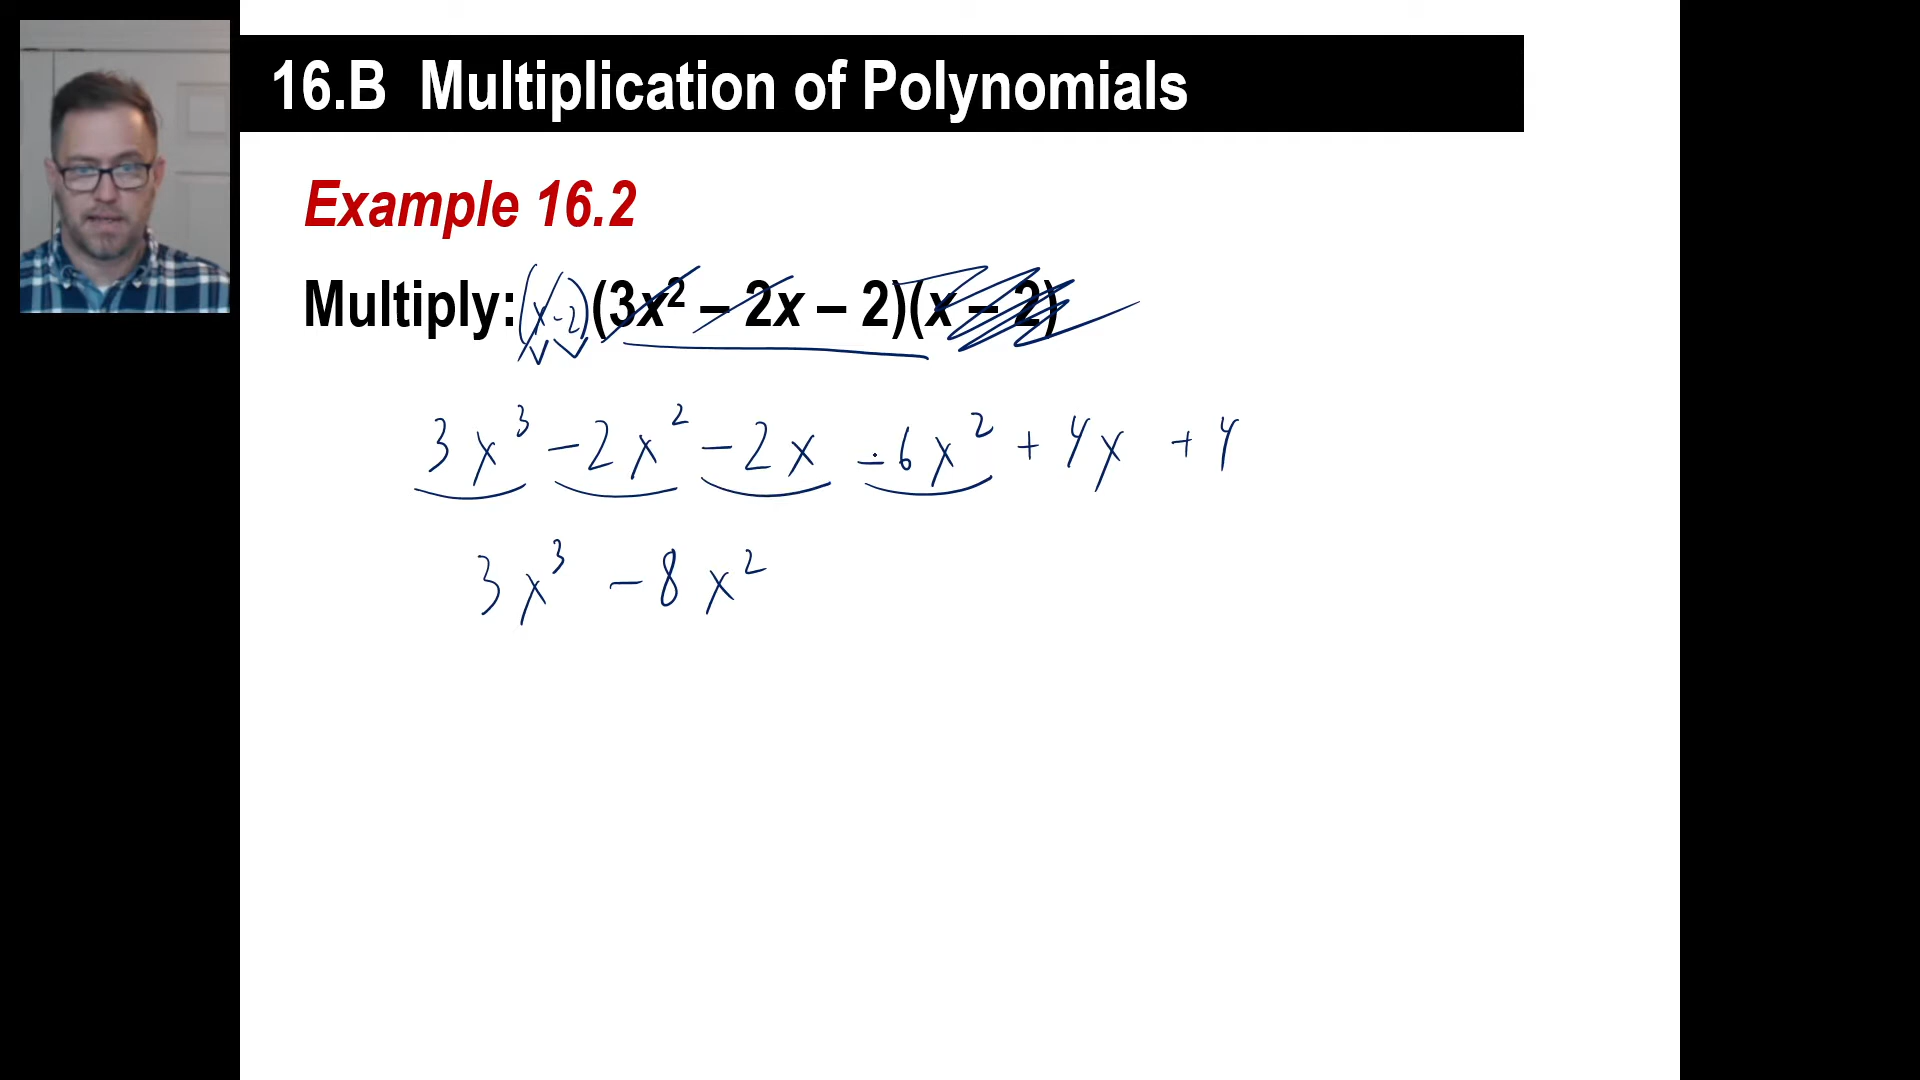 16.B Multiplication of Polynomials
Example 16.2
Multiply: (x - 2) (3x² – 2x – 2)(x – 2)
3x³ - 2x² - 2x - 6x² + 4x + 4
3x³ - 8x²